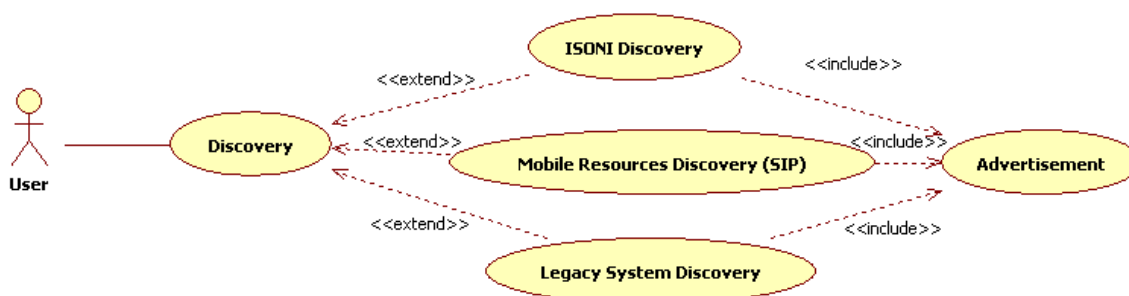 ISONI Discovery
<<extend>>
<<include>>
User
Discovery
<<extend>>
Mobile Resources Discovery (SIP)
<<include>>
Advertisement
<<extend>>
<<include>>
Legacy System Discovery